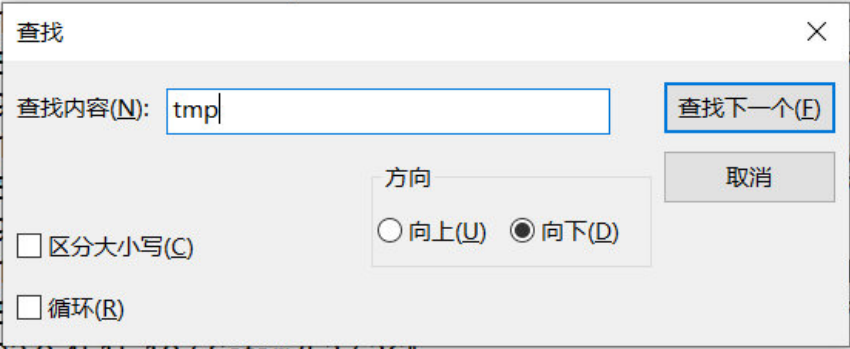 查找
查找内容(N): tmp
查找下一个(F)
方向
取消
向上(U) 向下(D)
区分大小写(C)
循环(R)